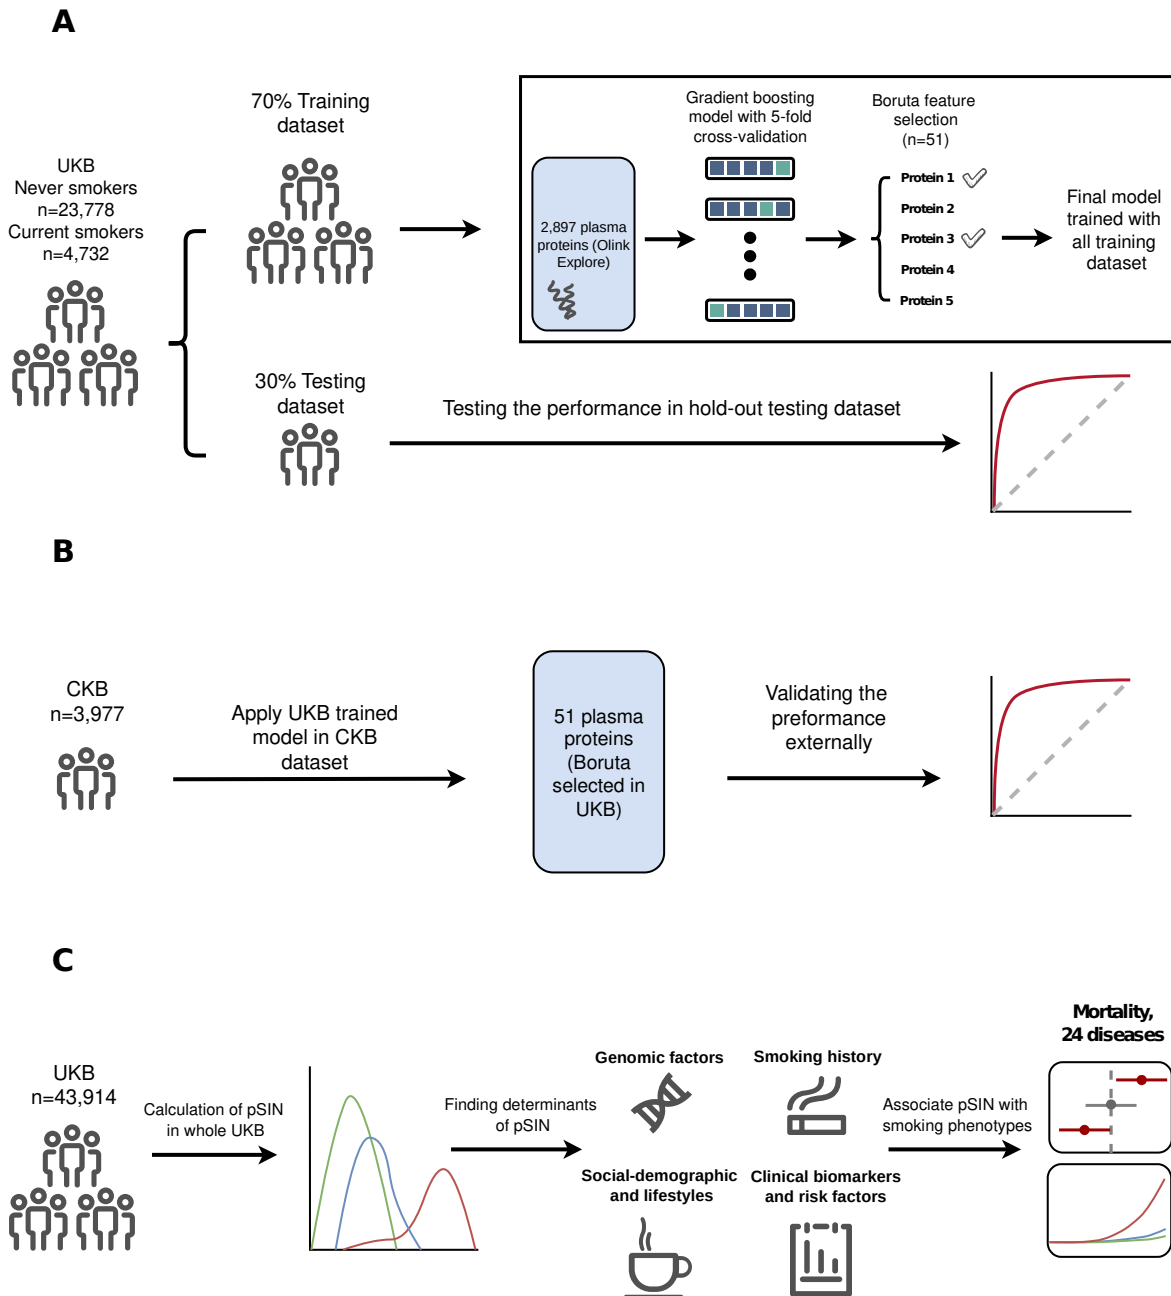 A
UKB
Never smokers
n=23,778
Current smokers
n=4,732
70% Training
dataset
2,897 plasma
proteins (Olink
Explore)
Gradient boosting
model with 5-fold
cross-validation
Boruta feature
selection
(n=51)
Protein 1
Protein 2
Protein 3
Protein 4
Protein 5
Final model
trained with
all training
dataset
30% Testing
dataset
Testing the performance in hold-out testing dataset
B
CKB
n=3,977
Apply UKB trained
model in CKB
dataset
51 plasma
proteins
(Boruta
selected in
UKB)
Validating the
preformance
externally
C
UKB
n=43,914
Calculation of pSIN
in whole UKB
Finding determinants
of pSIN
Genomic factors
Smoking history
Social-demographic
and lifestyles
Clinical biomarkers
and risk factors
Associate pSIN with
smoking phenotypes
Mortality,
24 diseases